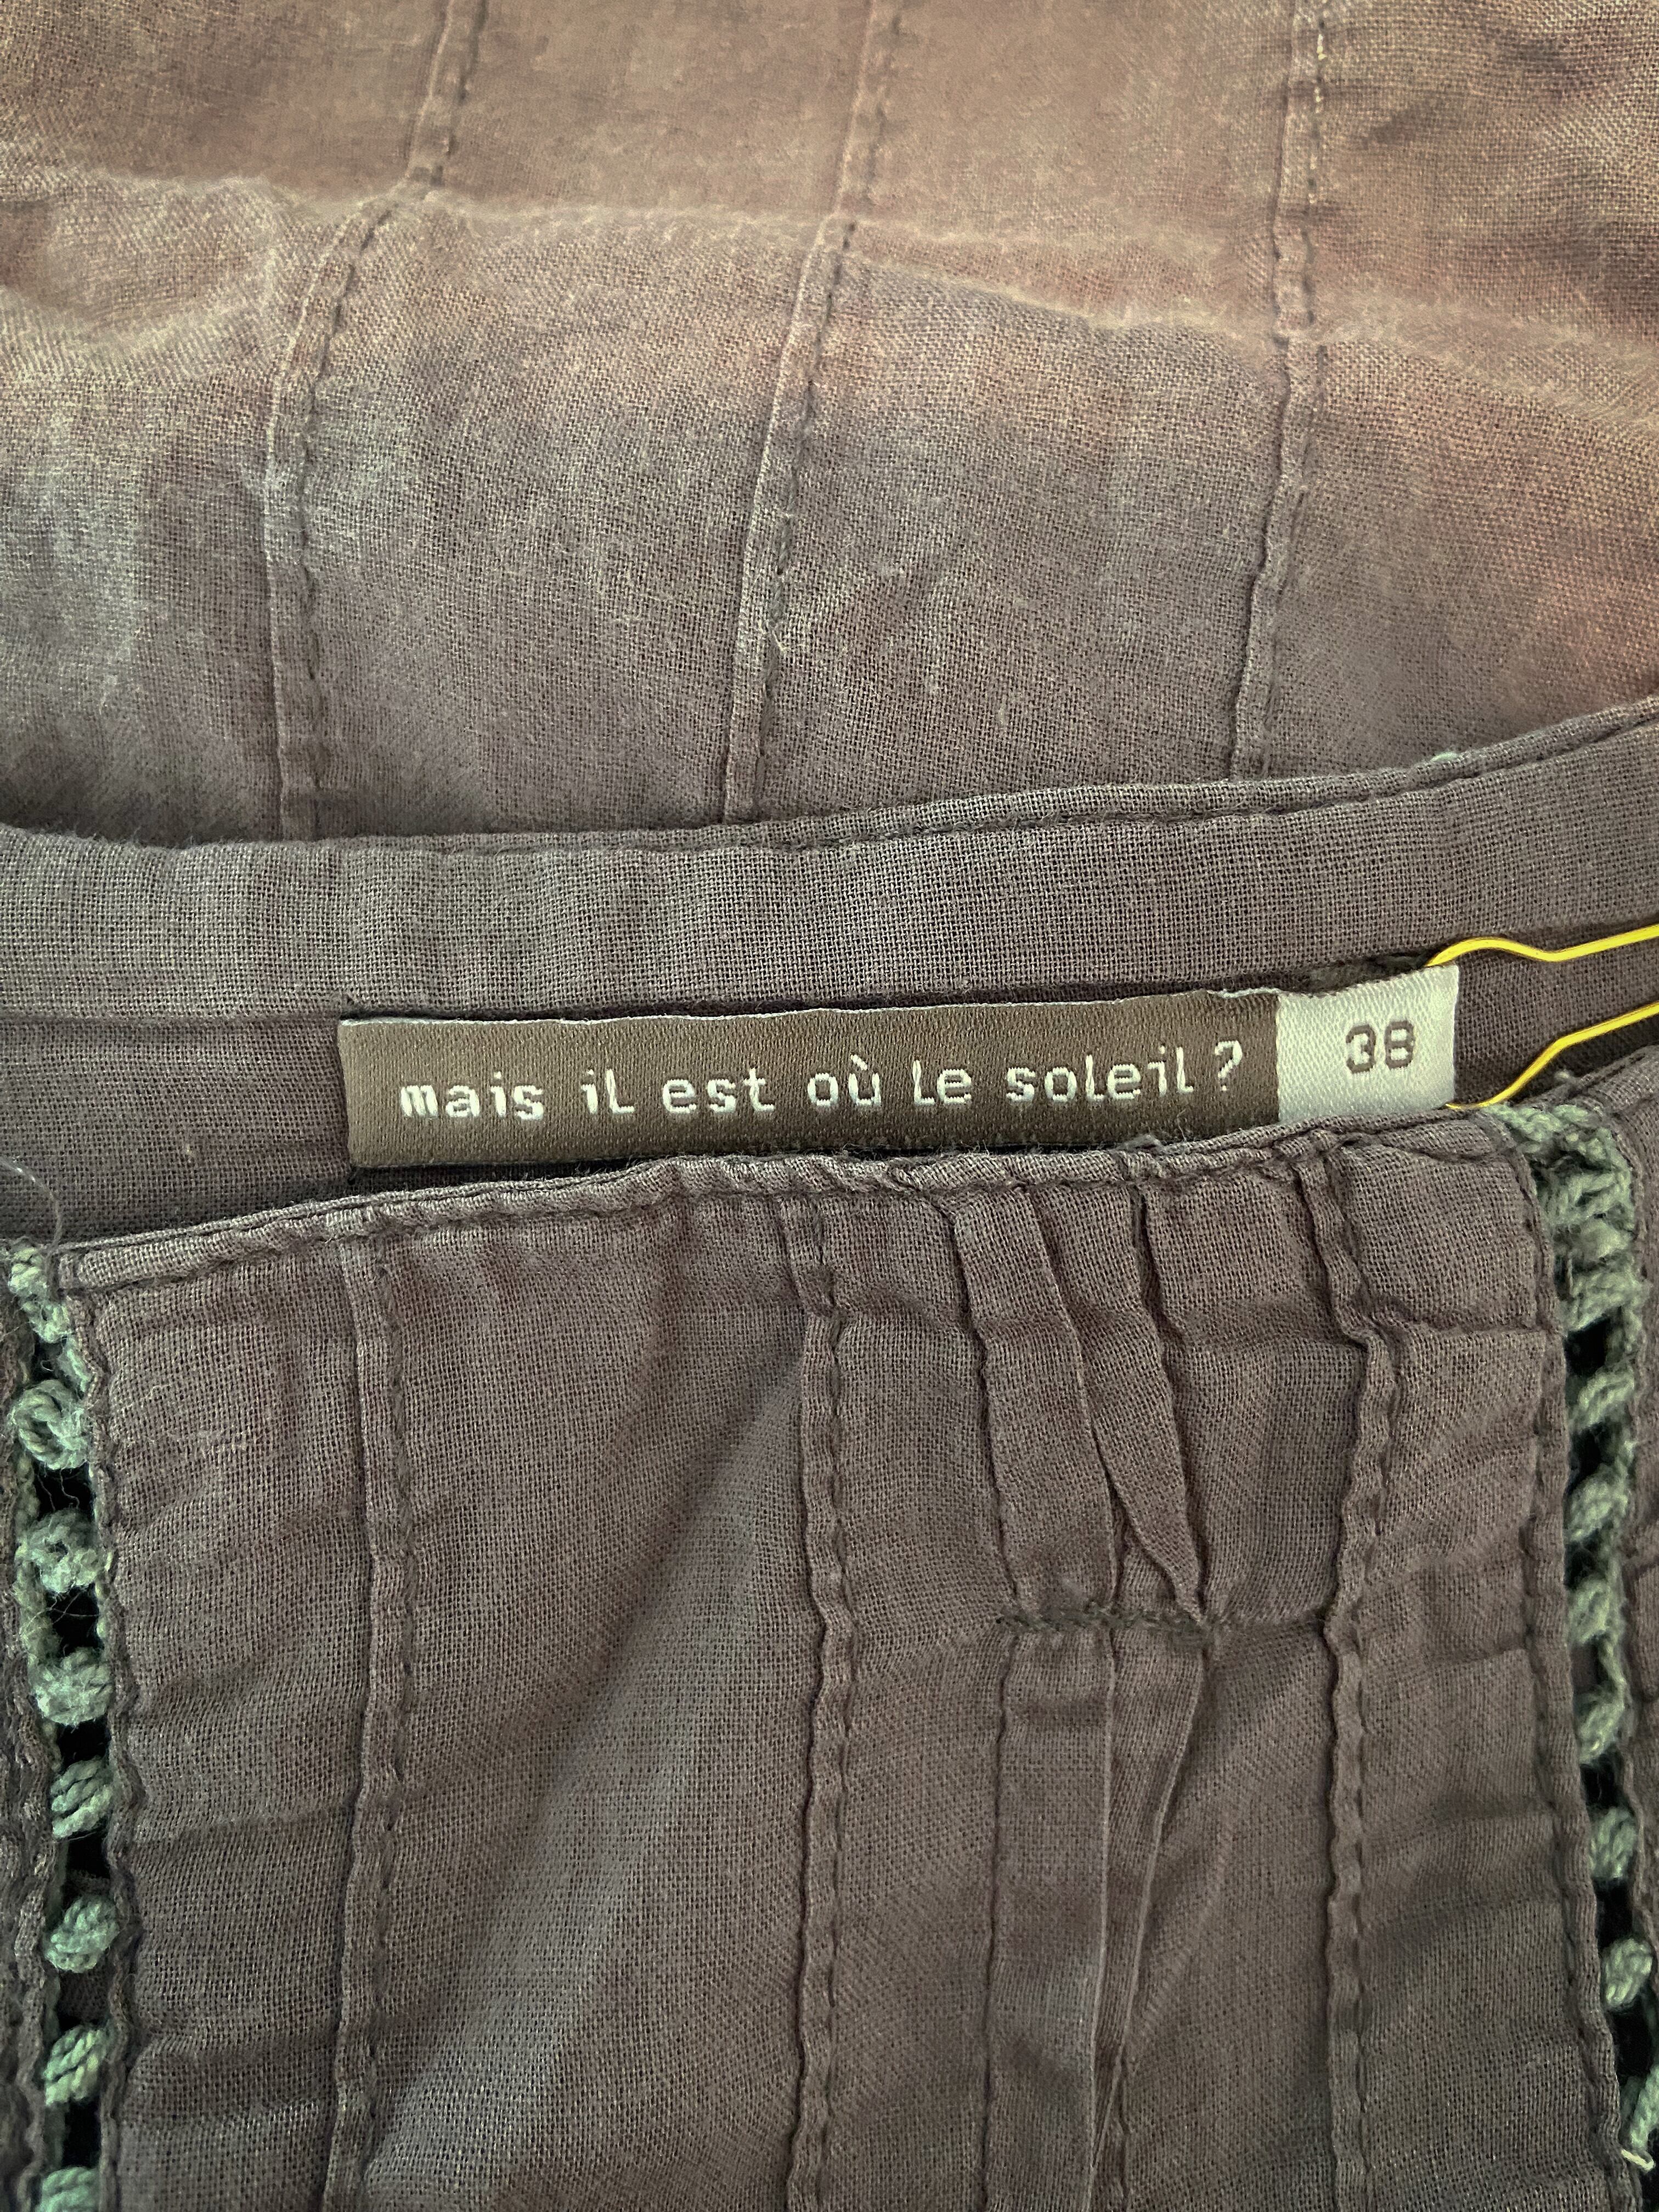 mais il est où le soleil ? 38